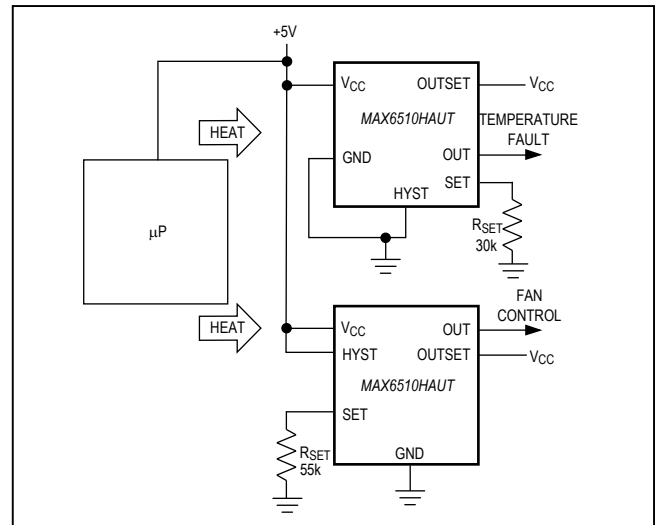 +5V
VCC
OUTSET
VCC
MAX6510HAUT
TEMPERATURE
FAULT
HEAT
GND
OUT
SET
HYST
RSET
30k
μP
HEAT
FAN
CONTROL
VCC
OUT
HYST
OUTSET
VCC
MAX6510HAUT
SET
GND
RSET
55k